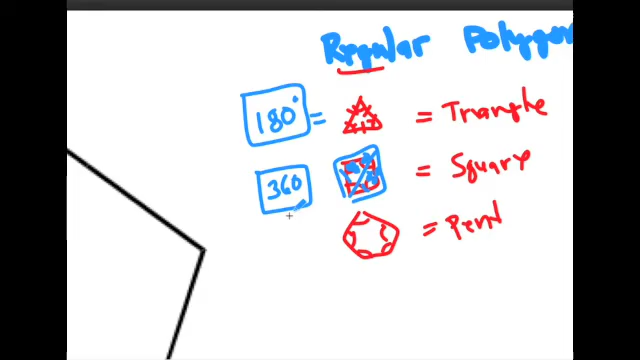 Regular Polygon
180° = = Triangle
360 = Square
= Pent